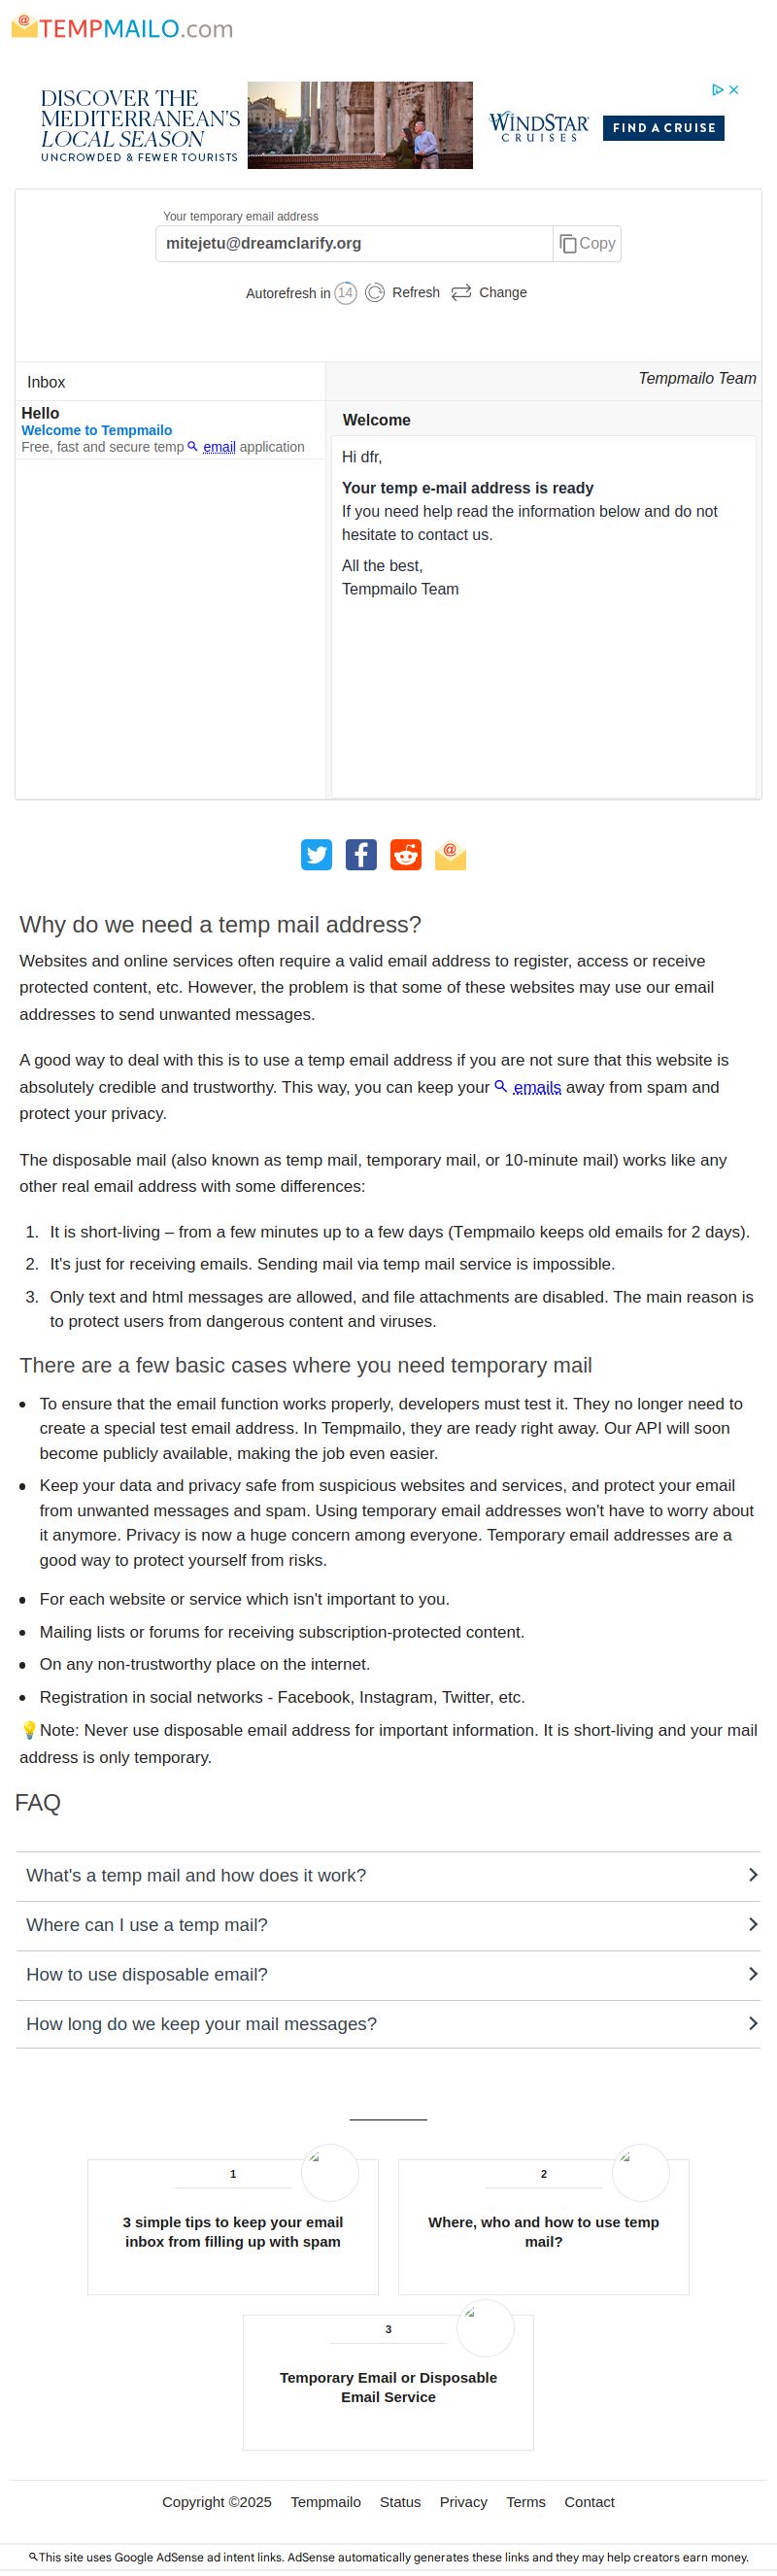 TEMPMAILO.com
DISCOVER THE
MEDITERRANEAN'S
LOCAL SEASON
UNCROWDED & FEWER TOURISTS
WINDSTAR
CRUISES
FIND A CRUISE
Your temporary email address
mitejetu@dreamclarify.org
Copy
Autorefresh in 14 Refresh Change
Inbox
Tempmailo Team
Hello
Welcome to Tempmailo
Free, fast and secure temp email application
Welcome
Hi dfr,
Your temp e-mail address is ready
If you need help read the information below and do not
hesitate to contact us.
All the best,
Tempmailo Team
Why do we need a temp mail address?
Websites and online services often require a valid email address to register, access or receive
protected content, etc. However, the problem is that some of these websites may use our email
addresses to send unwanted messages.
A good way to deal with this is to use a temp email address if you are not sure that this website is
absolutely credible and trustworthy. This way, you can keep your emails away from spam and
protect your privacy.
The disposable mail (also known as temp mail, temporary mail, or 10-minute mail) works like any
other real email address with some differences:
1. It is short-living – from a few minutes up to a few days (Tempmailo keeps old emails for 2 days).
2. It's just for receiving emails. Sending mail via temp mail service is impossible.
3. Only text and html messages are allowed, and file attachments are disabled. The main reason is
to protect users from dangerous content and viruses.
There are a few basic cases where you need temporary mail
• To ensure that the email function works properly, developers must test it. They no longer need to
create a special test email address. In Tempmailo, they are ready right away. Our API will soon
become publicly available, making the job even easier.
• Keep your data and privacy safe from suspicious websites and services, and protect your email
from unwanted messages and spam. Using temporary email addresses won't have to worry about
it anymore. Privacy is now a huge concern among everyone. Temporary email addresses are a
good way to protect yourself from risks.
• For each website or service which isn't important to you.
• Mailing lists or forums for receiving subscription-protected content.
• On any non-trustworthy place on the internet.
• Registration in social networks - Facebook, Instagram, Twitter, etc.
💡Note: Never use disposable email address for important information. It is short-living and your mail
address is only temporary.
FAQ
What's a temp mail and how does it work?
Where can I use a temp mail?
How to use disposable email?
How long do we keep your mail messages?
1
3 simple tips to keep your email
inbox from filling up with spam
2
Where, who and how to use temp
mail?
3
Temporary Email or Disposable
Email Service
Copyright ©2025 Tempmailo Status Privacy Terms Contact
This site uses Google AdSense ad intent links. AdSense automatically generates these links and they may help creators earn money.